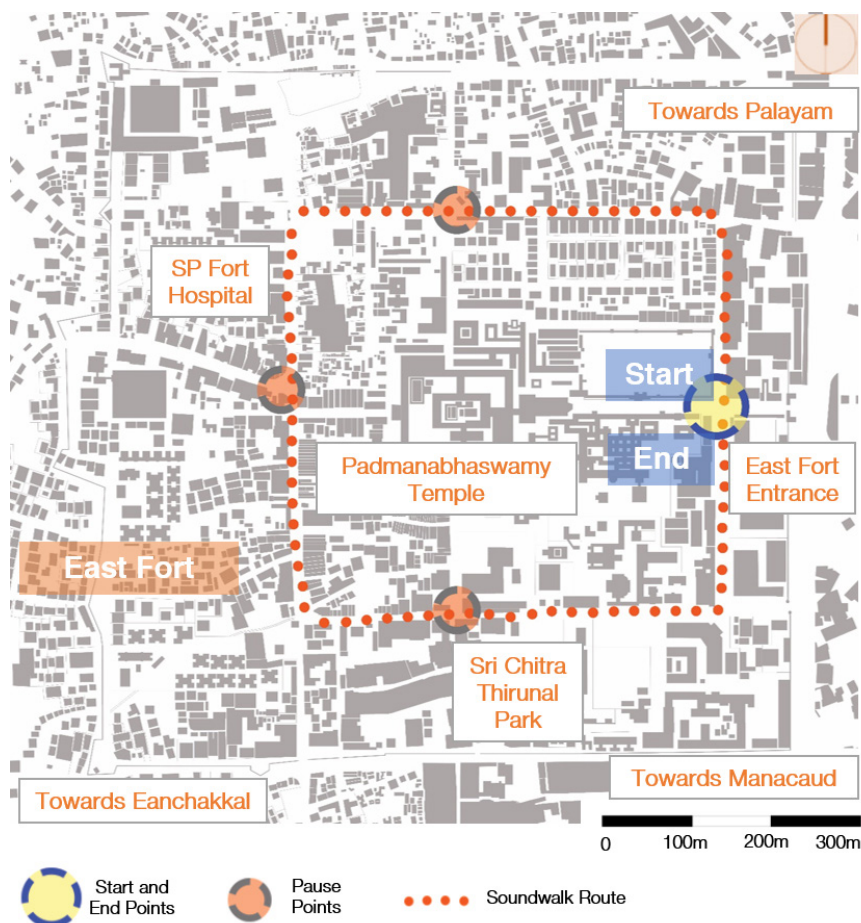 Towards Palayam
SP Fort
Hospital
Start
End
Padmanabhaswamy
Temple
East Fort
Entrance
East Fort
Sri Chitra
Thirunal
Park
Towards Eanchakkal
Towards Manacaud
0 100m 200m 300m
Start and
End Points
Pause
Points
Soundwalk Route